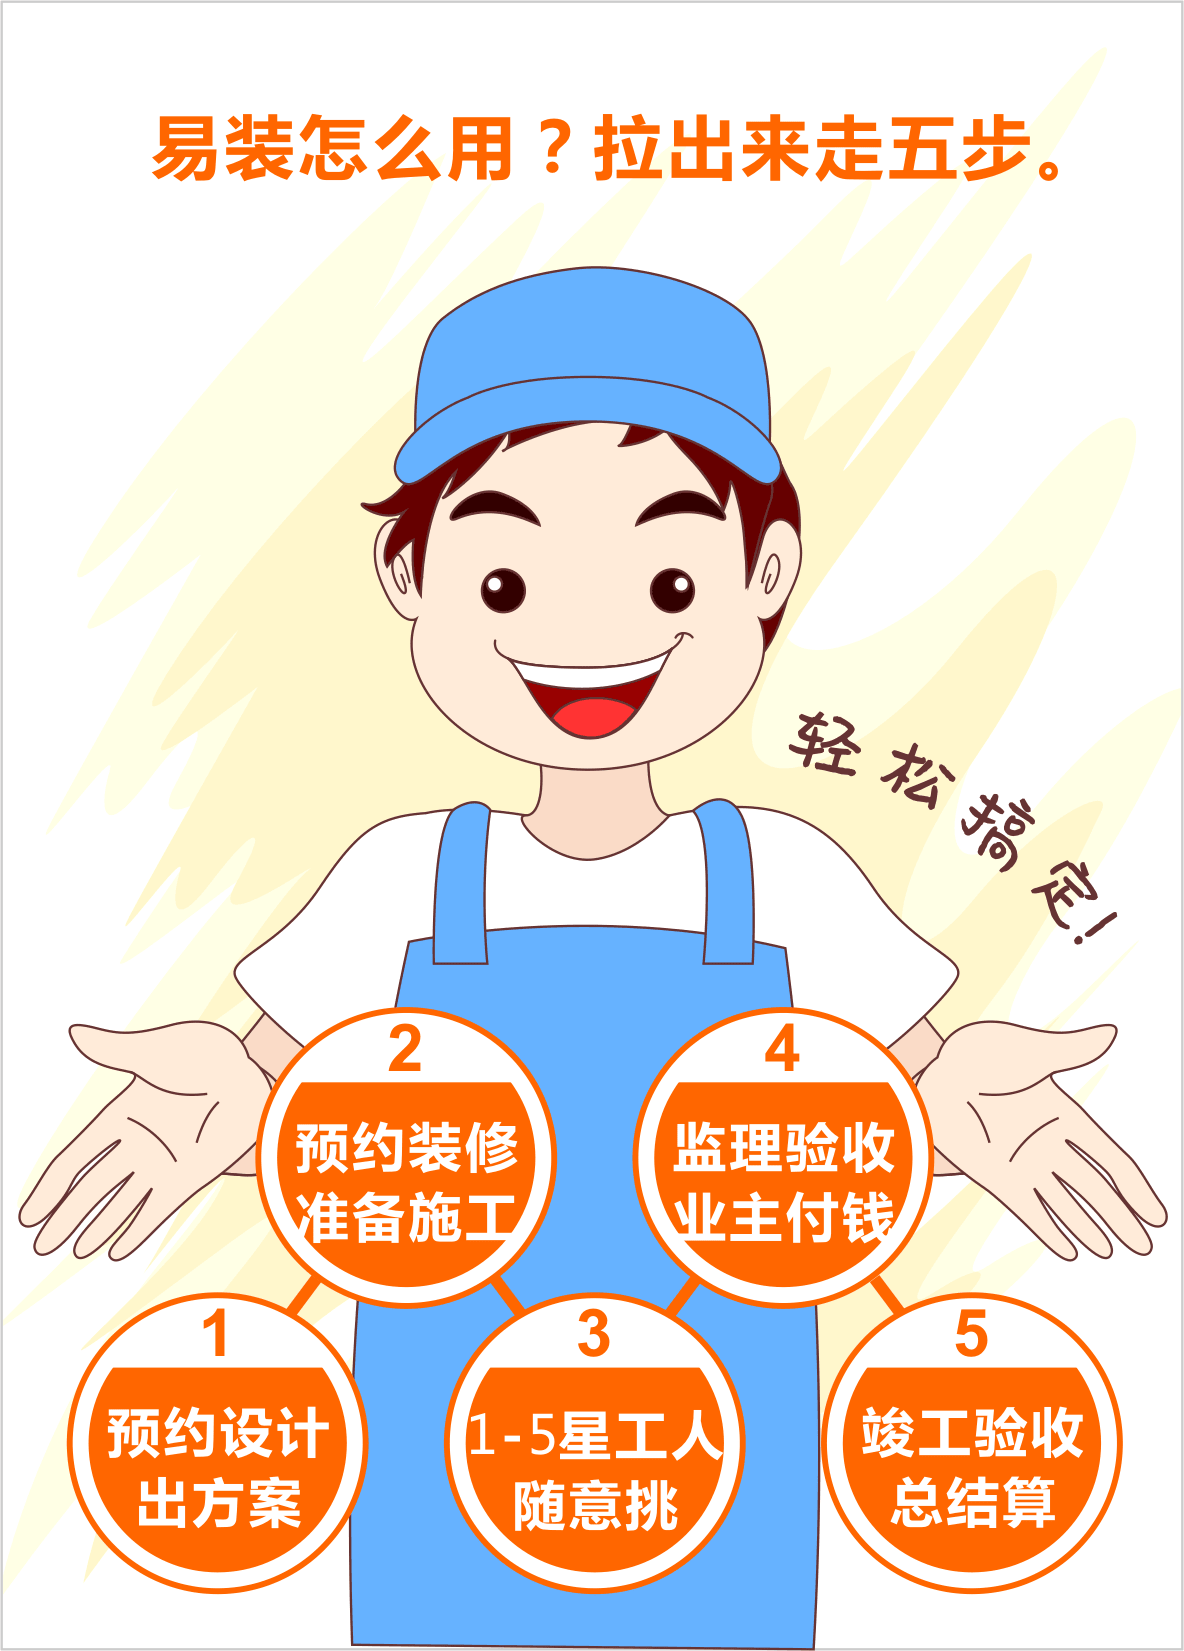 易装怎么用？拉出来走五步。
轻松搞定!
1
预约设计
出方案
2
预约装修
准备施工
3
1-5星工人
随意挑
4
监理验收
业主付钱
5
竣工验收
总结算